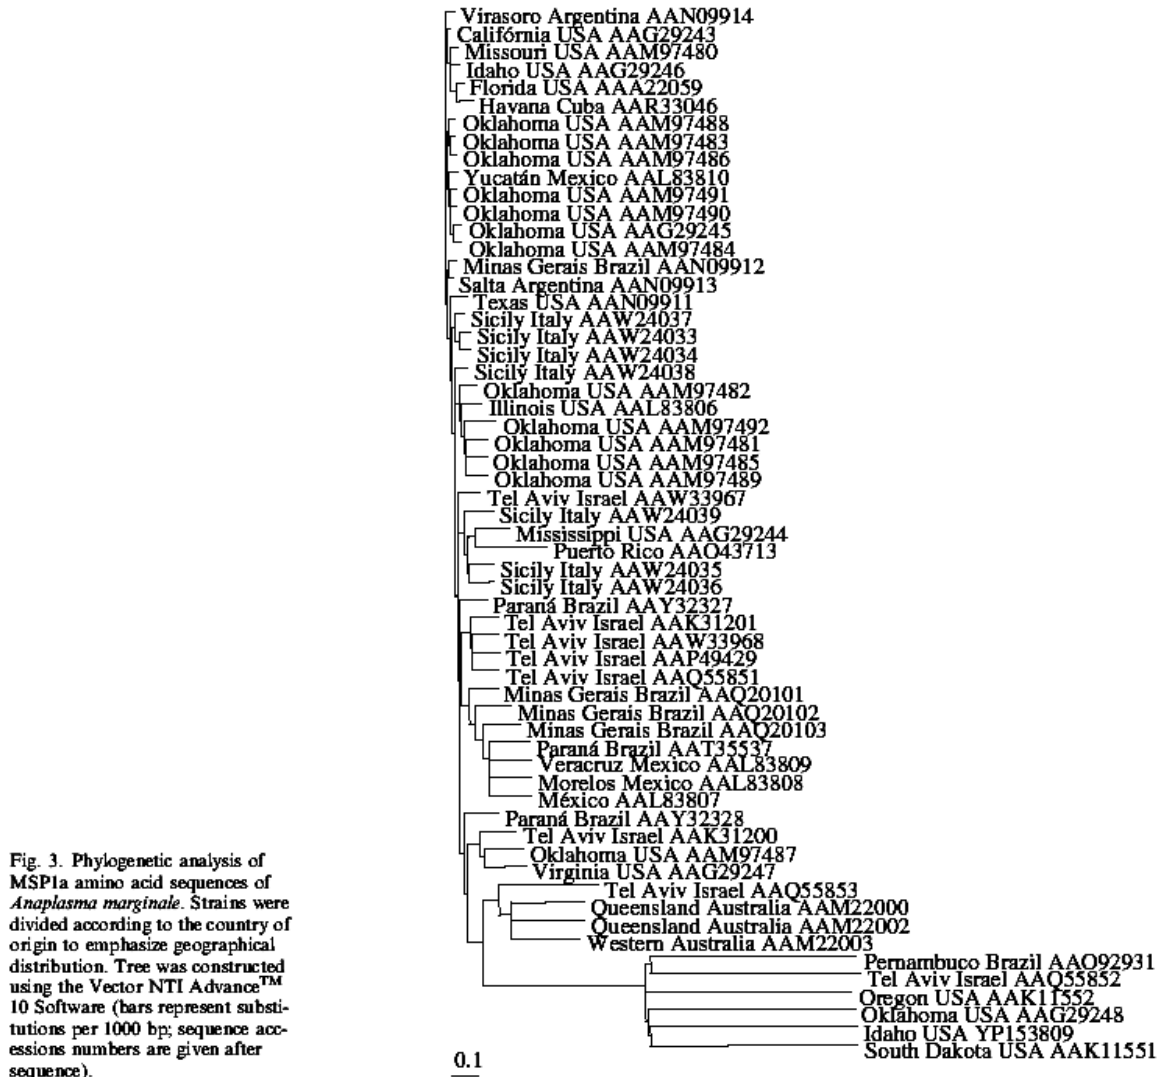 Virasoro Argentina AAN09914
Califórnia USA AAG29243
Missouri USA AAM97480
Idaho USA AAG29246
Florida USA AAA22059
Havana Cuba AAR33046
Oklahoma USA AAM97488
Oklahoma USA AAM97483
Oklahoma USA AAM97486
Yucatán Mexico AAL83810
Oklahoma USA AAM97491
Oklahoma USA AAM97490
Oklahoma USA AAG29245
Oklahoma USA AAM97484
Minas Gerais Brazil AAN09912
Salta Argentina AAN09913
Texas USA AAN09911
Sicily Italy AAW24037
Sicily Italy AAW24033
Sicily Italy AAW24034
Sicily Italy AAW24038
Oklahoma USA AAM97482
Illinois USA AAL83806
Oklahoma USA AAM97492
Oklahoma USA AAM97481
Oklahoma USA AAM97485
Oklahoma USA AAM97489
Tel Aviv Israel AAW33967
Sicily Italy AAW24039
Mississippi USA AAG29244
Puerto Rico AAO43713
Sicily Italy AAW24035
Sicily Italy AAW24036
Paraná Brazil AAY32327
Tel Aviv Israel AAK31201
Tel Aviv Israel AAW33968
Tel Aviv Israel AAP49429
Tel Aviv Israel AAQ55851
Minas Gerais Brazil AAQ20101
Minas Gerais Brazil AAQ20102
Minas Gerais Brazil AAQ20103
Paraná Brazil AAT35537
Veracruz Mexico AAL83809
Morelos Mexico AAL83808
México AAL83807
Paraná Brazil AAY32328
Tel Aviv Israel AAK31200
Oklahoma USA AAM97487
Virginia USA AAG29247
Tel Aviv Israel AAQ55853
Queensland Australia AAM22000
Queensland Australia AAM22002
Western Australia AAM22003
Pernambuco Brazil AAO92931
Tel Aviv Israel AAQ55852
Oregon USA AAK11552
Oklahoma USA AAG29248
Idaho USA YP153809
South Dakota USA AAK11551
0.1
Fig. 3. Phylogenetic analysis of
MSP1a amino acid sequences of
Anaplasma marginale. Strains were
divided according to the country of
origin to emphasize geographical
distribution. Tree was constructed
using the Vector NTI Advance™
10 Software (bars represent substi-
tutions per 1000 bp; sequence acc-
essions numbers are given after
sequence).